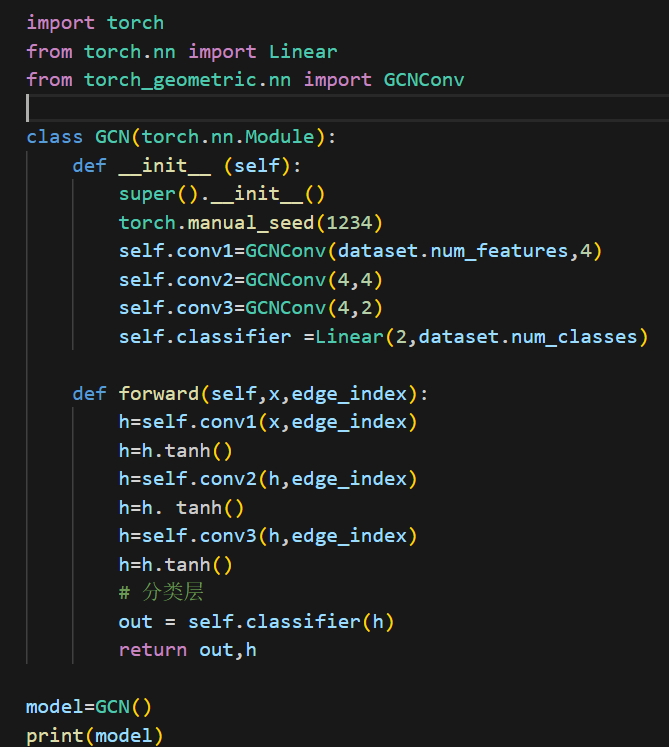 import torch
from torch.nn import Linear
from torch_geometric.nn import GCNConv
class GCN(torch.nn.Module):
def __init__ (self):
super().__init__()
torch.manual_seed(1234)
self.conv1=GCNConv(dataset.num_features,4)
self.conv2=GCNConv(4,4)
self.conv3=GCNConv(4,2)
self.classifier =Linear(2,dataset.num_classes)
def forward(self,x,edge_index):
h=self.conv1(x,edge_index)
h=h.tanh()
h=self.conv2(h,edge_index)
h=h. tanh()
h=self.conv3(h,edge_index)
h=h.tanh()
# 分类层
out = self.classifier(h)
return out,h
model=GCN()
print(model)